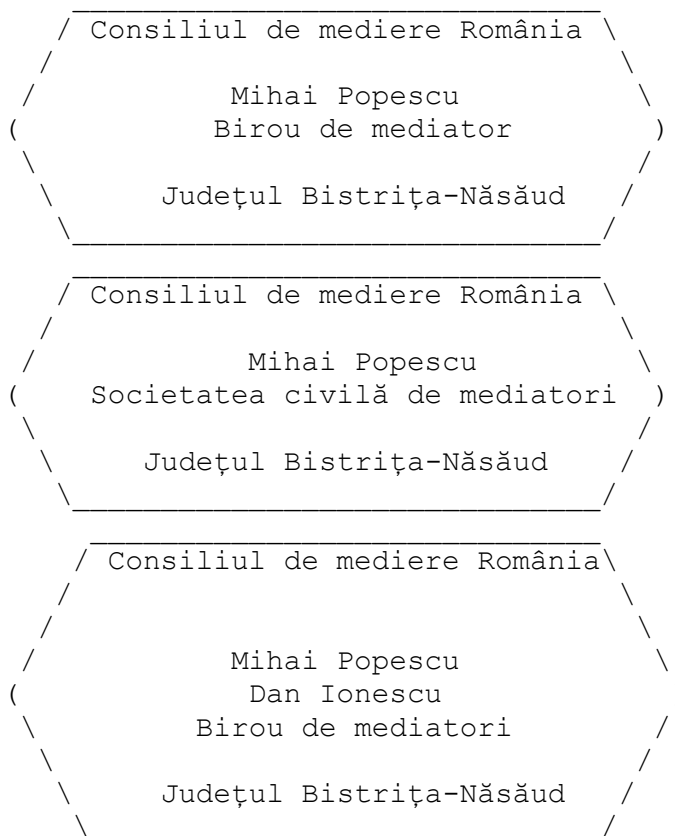 Consiliul de mediere România
Mihai Popescu
Birou de mediator
Județul Bistrița-Năsăud
Consiliul de mediere România
Mihai Popescu
Societatea civilă de mediatori
Județul Bistrița-Năsăud
Consiliul de mediere România
Mihai Popescu
Dan Ionescu
Birou de mediatori
Județul Bistrița-Năsăud